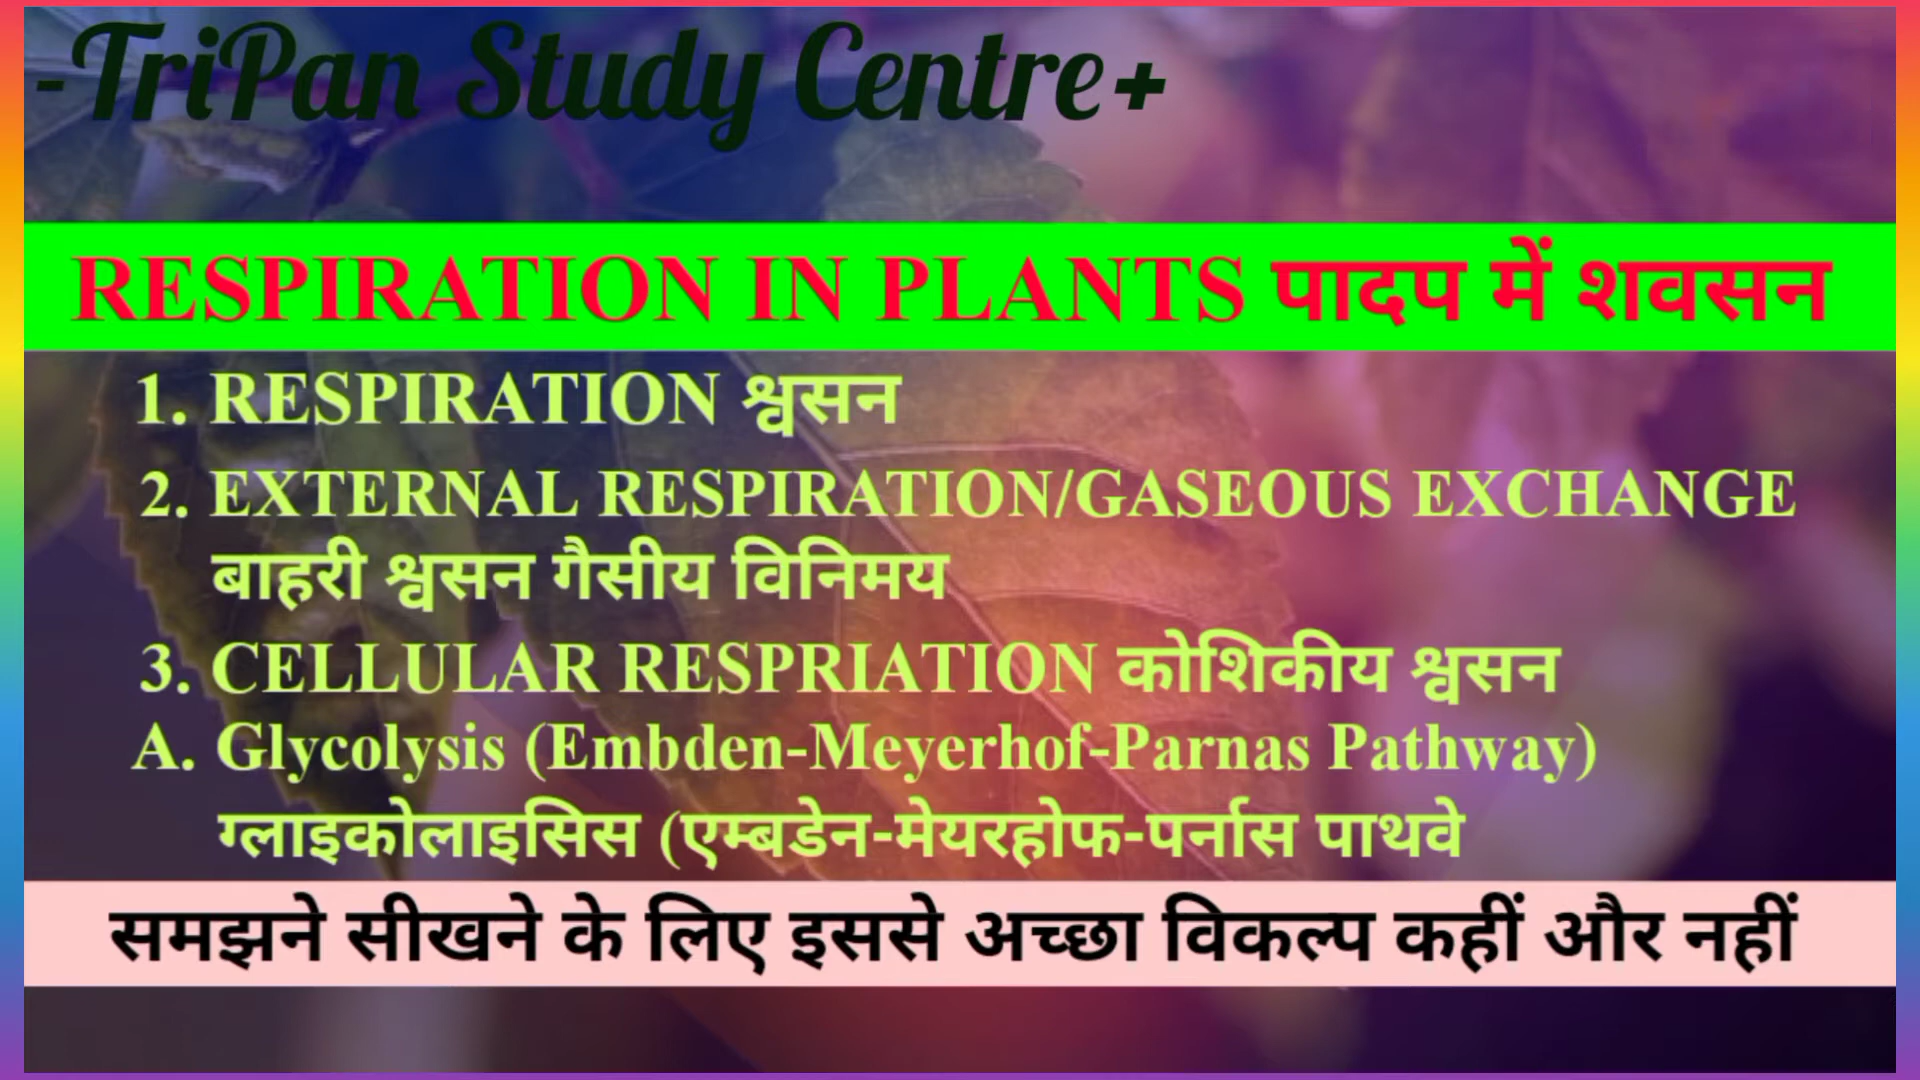 -TriPan Study Centre+
RESPIRATION IN PLANTS पादप में शवसन
1. RESPIRATION श्वसन
2. EXTERNAL RESPIRATION/GASEOUS EXCHANGE
बाहरी श्वसन गैसीय विनिमय
3. CELLULAR RESPRIATION कोशिकीय श्वसन
A. Glycolysis (Embden-Meyerhof-Parnas Pathway)
ग्लाइकोलाइसिस (एम्बडेन-मेयरहोफ-पर्नास पाथवे
समझने सीखने के लिए इससे अच्छा विकल्प कहीं और नहीं